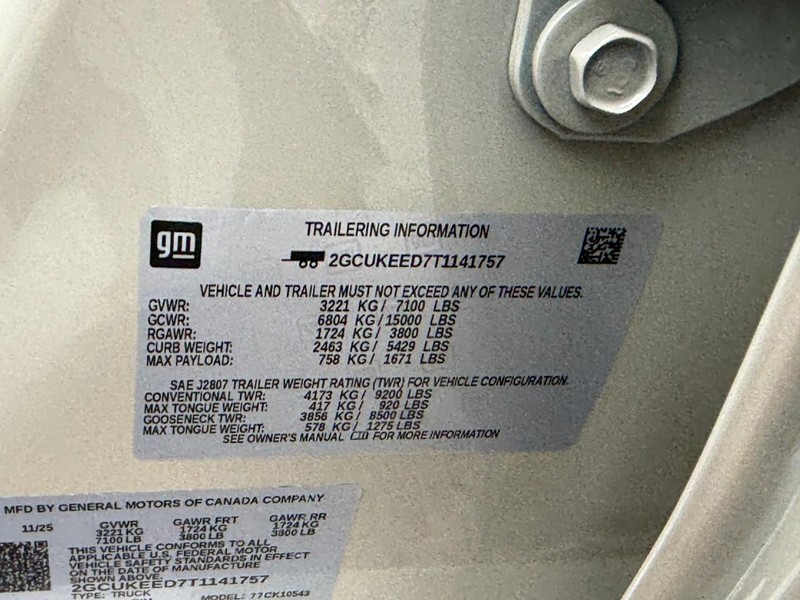 gm
TRAILERING INFORMATION
2GCUKEED7T1141757
VEHICLE AND TRAILER MUST NOT EXCEED ANY OF THESE VALUES.
GVWR: 3221 KG / 7100 LBS
GCWR: 6804 KG / 15000 LBS
RGAWR: 1724 KG / 3800 LBS
CURB WEIGHT: 2463 KG / 5429 LBS
MAX PAYLOAD: 758 KG / 1671 LBS
SAE J2807 TRAILER WEIGHT RATING (TWR) FOR VEHICLE CONFIGURATION.
CONVENTIONAL TWR: 4173 KG / 9200 LBS
MAX TONGUE WEIGHT: 417 KG / 920 LBS
GOOSENECK TWR: 3856 KG / 8500 LBS
MAX TONGUE WEIGHT: 578 KG / 1275 LBS
SEE OWNER'S MANUAL FOR MORE INFORMATION
MFD BY GENERAL MOTORS OF CANADA COMPANY
11/25 GVWR GAWR FRT GAWR RR
3221 KG 1724 KG 1724 KG
7100 LB 3800 LB 3800 LB
THIS VEHICLE CONFORMS TO ALL
APPLICABLE U.S. FEDERAL MOTOR
VEHICLE SAFETY STANDARDS IN EFFECT
ON THE DATE OF MANUFACTURE
SHOWN ABOVE.
2GCUKEED7T1141757
TYPE: TRUCK MODEL: 77CK10543